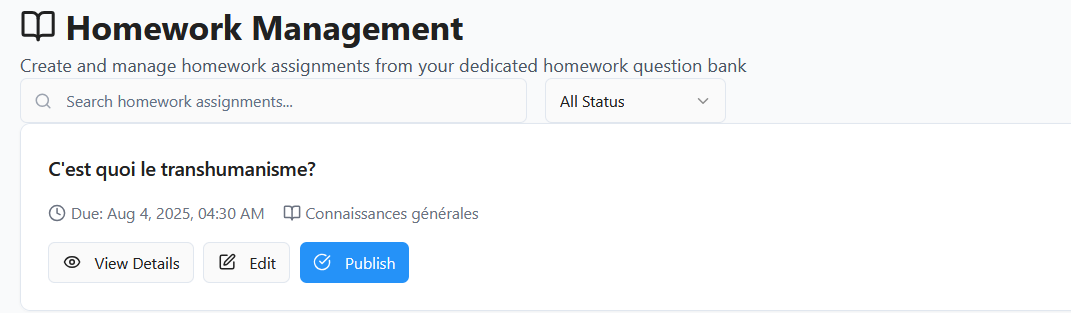 Homework Management
Create and manage homework assignments from your dedicated homework question bank
Search homework assignments... All Status
C'est quoi le transhumanisme?
Due: Aug 4, 2025, 04:30 AM Connaissances générales
View Details Edit Publish